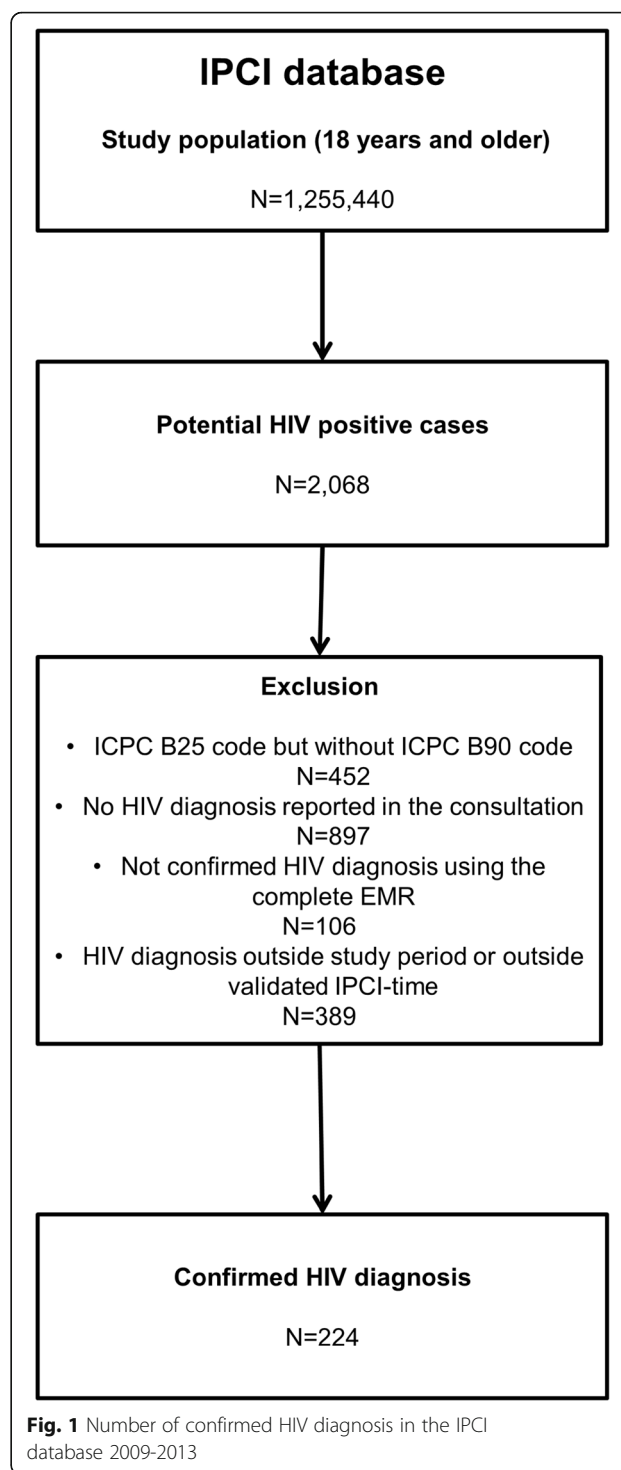 IPCI database
Study population (18 years and older)
N=1,255,440
Potential HIV positive cases
N=2,068
Exclusion
• ICPC B25 code but without ICPC B90 code
N=452
• No HIV diagnosis reported in the consultation
N=897
• Not confirmed HIV diagnosis using the
complete EMR
N=106
• HIV diagnosis outside study period or outside
validated IPCI-time
N=389
Confirmed HIV diagnosis
N=224
Fig. 1 Number of confirmed HIV diagnosis in the IPCI
database 2009-2013